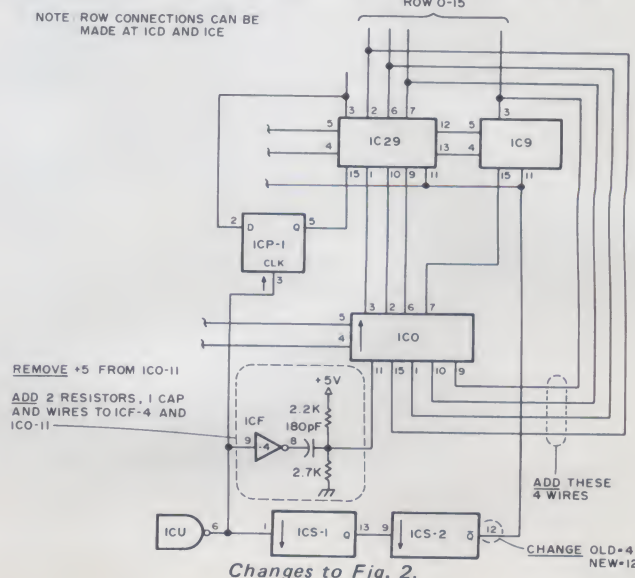 ROW 0-15
NOTE: ROW CONNECTIONS CAN BE
MADE AT ICD AND ICE
3 2 6 7
3
5
4
IC29
12 5
13 4
IC9
15 1 10 9 11
15 11
2 D Q 5
ICP-1
CLK
3
3 2 6 7
5
4
ICO
11 15 1 10 9
REMOVE +5 FROM ICO-11
ADD 2 RESISTORS, 1 CAP
AND WIRES TO ICF-4 AND
ICO-11
+5V
2.2K
ICF
180pF
9 -4 8
2.7K
ADD THESE
4 WIRES
ICU 6
1 ICS-1 Q 13
9 ICS-2 Q̅ 12
CHANGE OLD=4
NEW=12
Changes to Fig. 2.